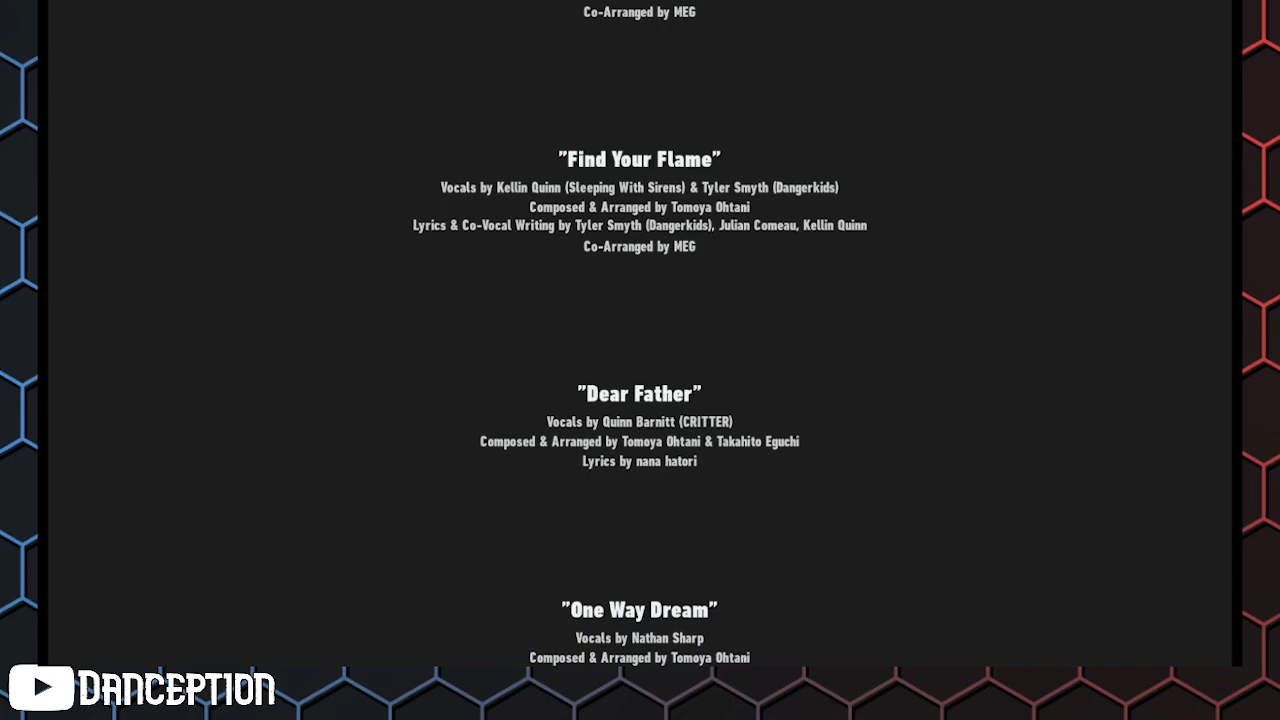 Co-Arranged by MEG
"Find Your Flame"
Vocals by Kellin Quinn (Sleeping With Sirens) & Tyler Smyth (Dangerkids)
Composed & Arranged by Tomoya Ohtani
Lyrics & Co-Vocal Writing by Tyler Smyth (Dangerkids), Julian Comeau, Kellin Quinn
Co-Arranged by MEG
"Dear Father"
Vocals by Quinn Barnitt (CRITTER)
Composed & Arranged by Tomoya Ohtani & Takahito Eguchi
Lyrics by nana hatori
"One Way Dream"
Vocals by Nathan Sharp
Composed & Arranged by Tomoya Ohtani
DANCEPTION